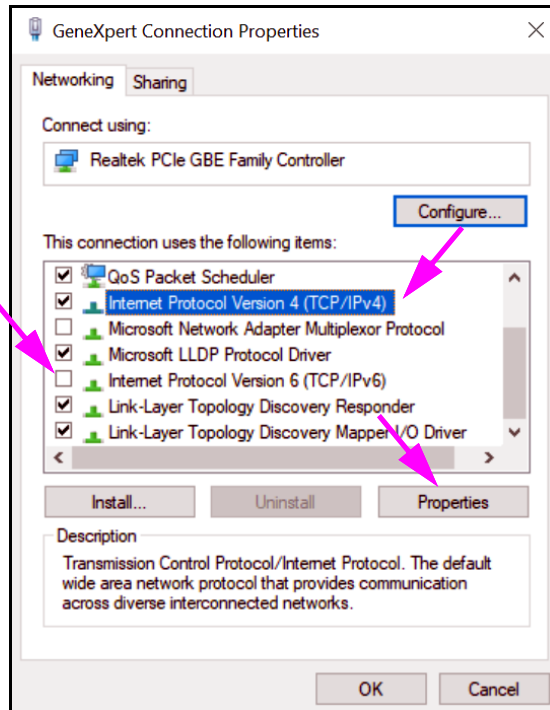 GeneXpert Connection Properties
Networking
Sharing
Connect using:
Realtek PCIe GBE Family Controller
Configure...
This connection uses the following items:
QoS Packet Scheduler
Internet Protocol Version 4 (TCP/IPv4)
Microsoft Network Adapter Multiplexor Protocol
Microsoft LLDP Protocol Driver
Internet Protocol Version 6 (TCP/IPv6)
Link-Layer Topology Discovery Responder
Link-Layer Topology Discovery Mapper I/O Driver
Install...
Uninstall
Properties
Description
Transmission Control Protocol/Internet Protocol. The default
wide area network protocol that provides communication
across diverse interconnected networks.
OK
Cancel